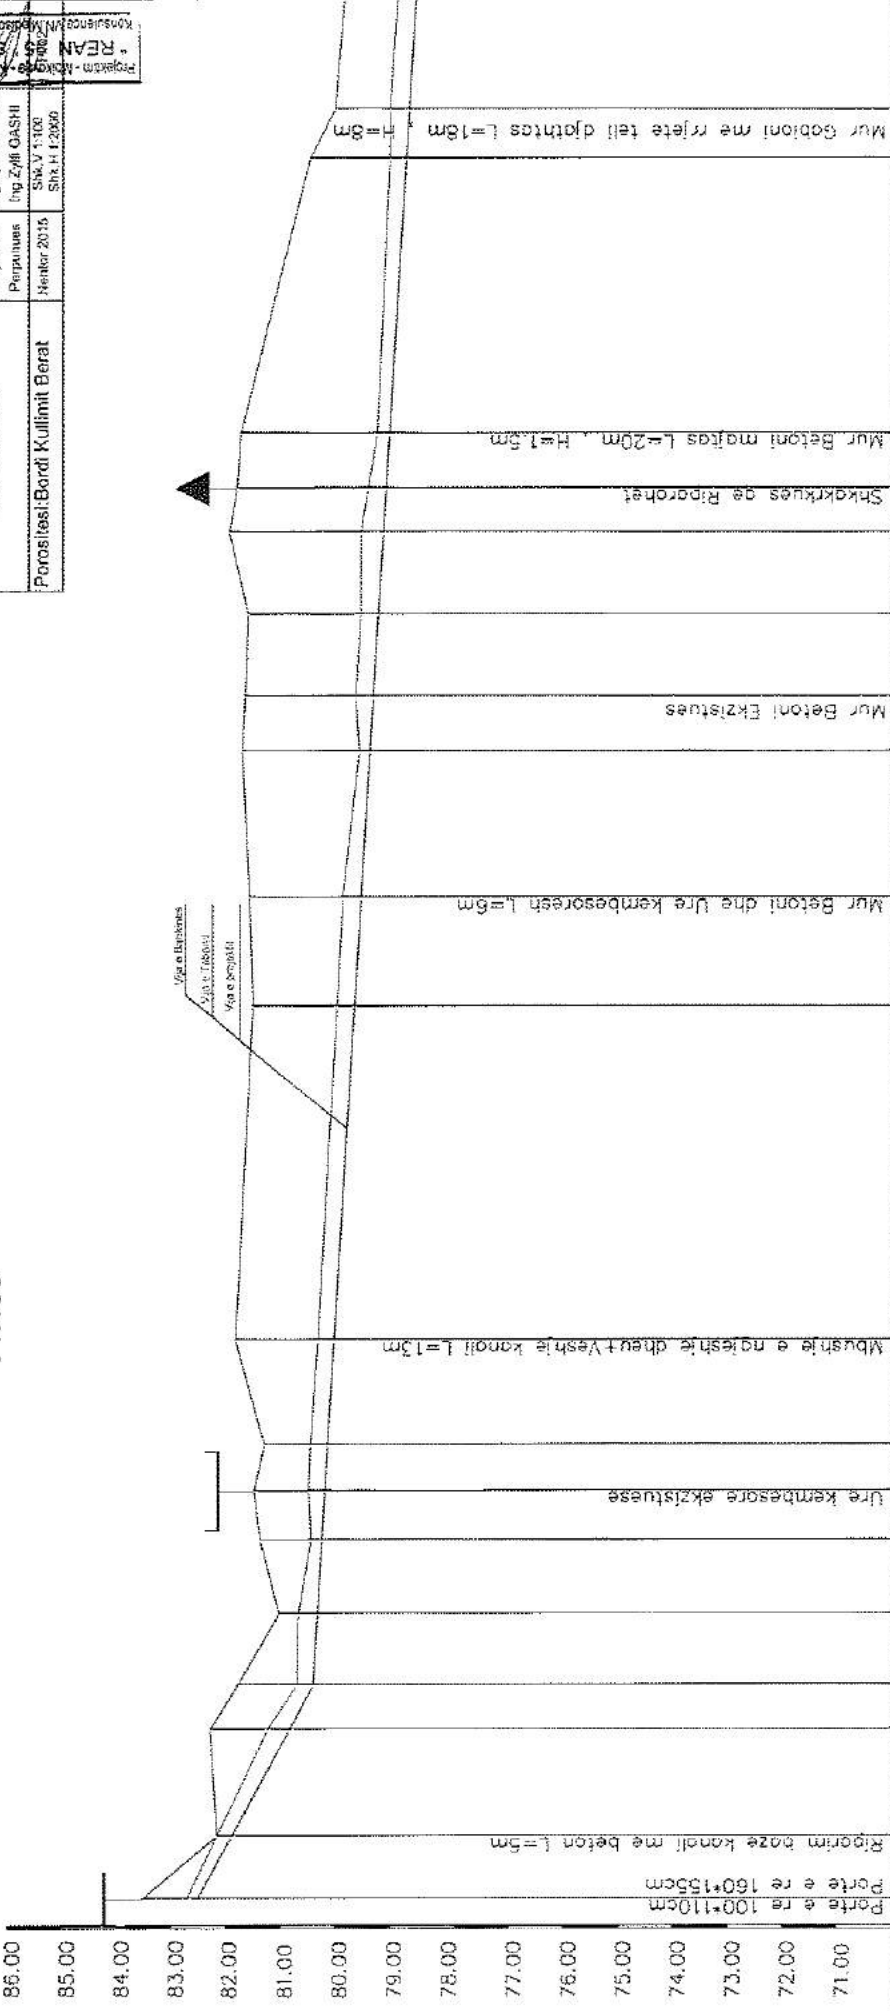 Projektim - 
" REAN
Konsulence,
Perpunues
Ing.Zylfi GASHI
Nentor 2015
Shk.V 1:100
Shk.H 1:2000
Porositesi:Bordi Kullimit Berat
Vija e Bankines
Vija e Tabanit
Vija e projektit
Mur Gabioni me rrjete teli djathtas L=18m , H=8m
Mur Betoni majtas L=20m , H=1.5m
Shkarkues qe Riparohet
Mur Betoni Ekzistues
Mur Betoni dhe Ure kembesoresh L=6m
Mbushje e ngjeshje dheu+Veshje kanali L=13m
Ure kembesore ekzistuese
Riparim baze kanali me beton L=5m
Porte e re 160*155cm
Porte e re 100*110cm
86.00
85.00
84.00
83.00
82.00
81.00
80.00
79.00
78.00
77.00
76.00
75.00
74.00
73.00
72.00
71.00